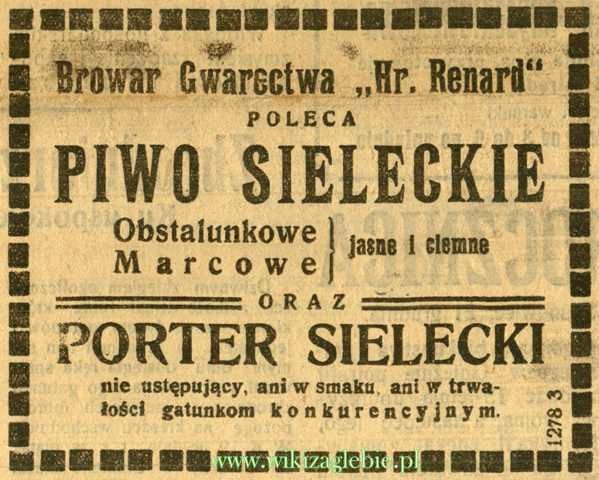 Browar Gwarectwa „Hr. Renard"
POLECA
PIWO SIELECKIE
Obstalunkowe
Marcowe
} jasne i ciemne
ORAZ
PORTER SIELECKI
nie ustępujący, ani w smaku, ani w trwa-
łości gatunkom konkurencyjnym.
1278 3
www.wikizaglebie.pl